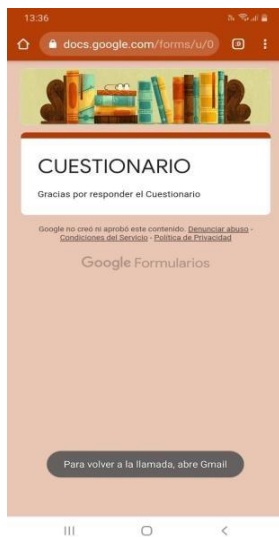 13:36
docs.google.com/forms/u/0
CUESTIONARIO
Gracias por responder el Cuestionario
Google no creó ni aprobó este contenido. Denunciar abuso -
Condiciones del Servicio - Política de Privacidad
Google Formularios
Para volver a la llamada, abre Gmail